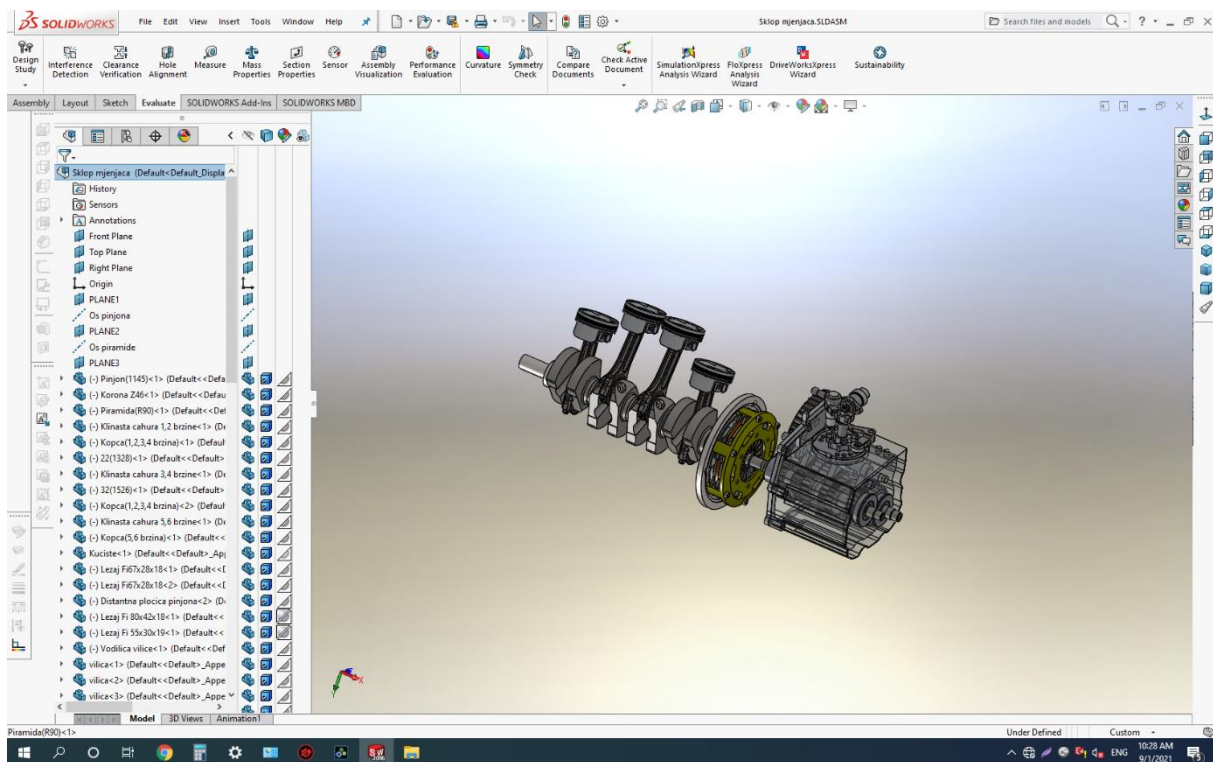 SOLIDWORKS File Edit View Insert Tools Window Help Sklop mjenjaca.SLDASM Search files and models ?
Design Study
Interference Detection
Clearance Verification
Hole Alignment
Measure
Mass Properties
Section Properties
Sensor
Assembly Visualization
Performance Evaluation
Curvature
Symmetry Check
Compare Documents
Check Active Document
SimulationXpress Analysis Wizard
FloXpress Analysis Wizard
DriveWorksXpress Wizard
Sustainability
Assembly Layout Sketch Evaluate SOLIDWORKS Add-Ins SOLIDWORKS MBD
Sklop mjenjaca (Default<Default_Displa
History
Sensors
Annotations
Front Plane
Top Plane
Right Plane
Origin
PLANE1
Os pinjona
PLANE2
Os piramide
PLANE3
(-) Pinjon(1145)<1> (Default<<Defa
(-) Korona Z46<1> (Default<<Defau
(-) Piramida(R90)<1> (Default<<Def
(-) Klinasta cahura 1,2 brzine<1> (De
(-) Kopca(1,2,3,4 brzina)<1> (Defaul
(-) 22(1328)<1> (Default<<Default>
(-) Klinasta cahura 3,4 brzine<1> (De
(-) 32(1526)<1> (Default<<Default>
(-) Kopca(1,2,3,4 brzina)<2> (Defaul
(-) Klinasta cahura 5,6 brzine<1> (De
(-) Kopca(5,6 brzina)<1> (Default<<
Kuciste<1> (Default<<Default>_Ap
(-) Lezaj Fi67x28x18<1> (Default<<
(-) Lezaj Fi67x28x18<2> (Default<<
(-) Distantna plocica pinjona<2> (D
(-) Lezaj Fi 80x42x18<1> (Default<<
(-) Lezaj Fi 55x30x19<1> (Default<<
(-) Vodilica vilice<1> (Default<<Def
vilica<1> (Default<<Default>_Appe
vilica<2> (Default<<Default>_Appe
vilica<3> (Default<<Default>_Appe
Model 3D Views Animation1
Piramida(R90)<1> Under Defined Custom
ENG 10:28 AM
9/1/2021